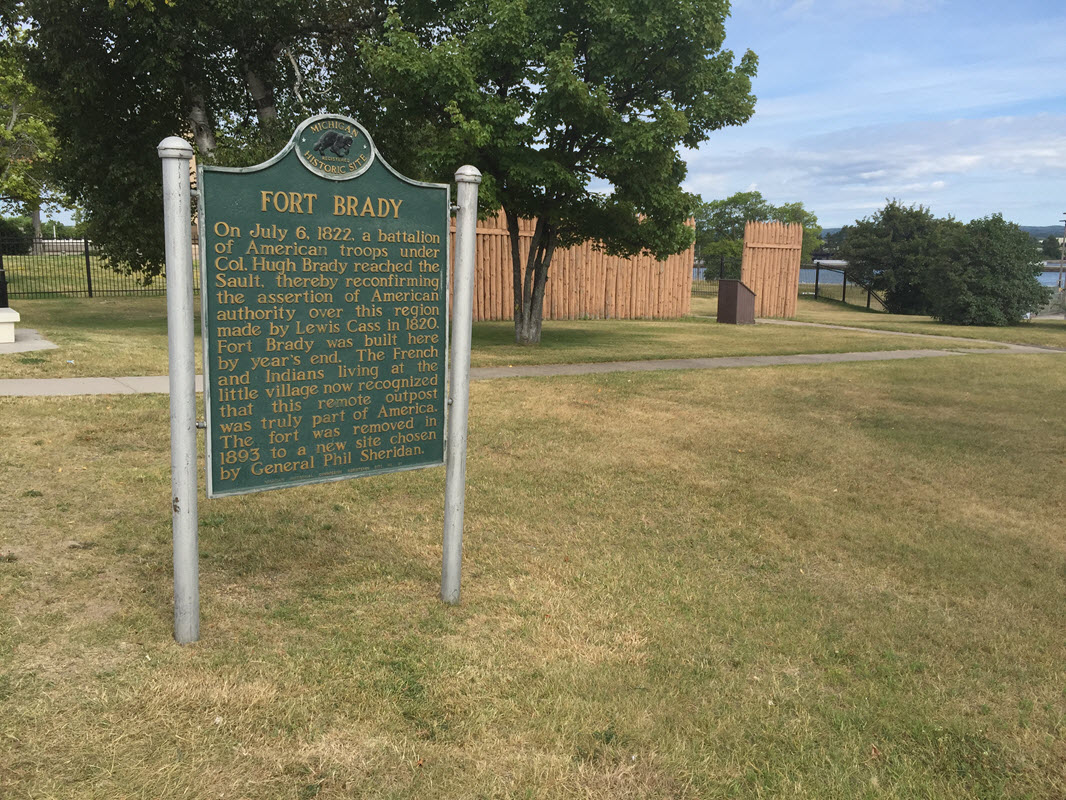 MICHIGAN
REGISTERED
HISTORIC SITE
FORT BRADY
On July 6, 1822, a battalion
of American troops under
Col. Hugh Brady reached the
Sault, thereby reconfirming
the assertion of American
authority over this region
made by Lewis Cass in 1820.
Fort Brady was built here
by year's end. The French
and Indians living at the
little village now recognized
that this remote outpost
was truly part of America.
The fort was removed in
1893 to a new site chosen
by General Phil Sheridan.